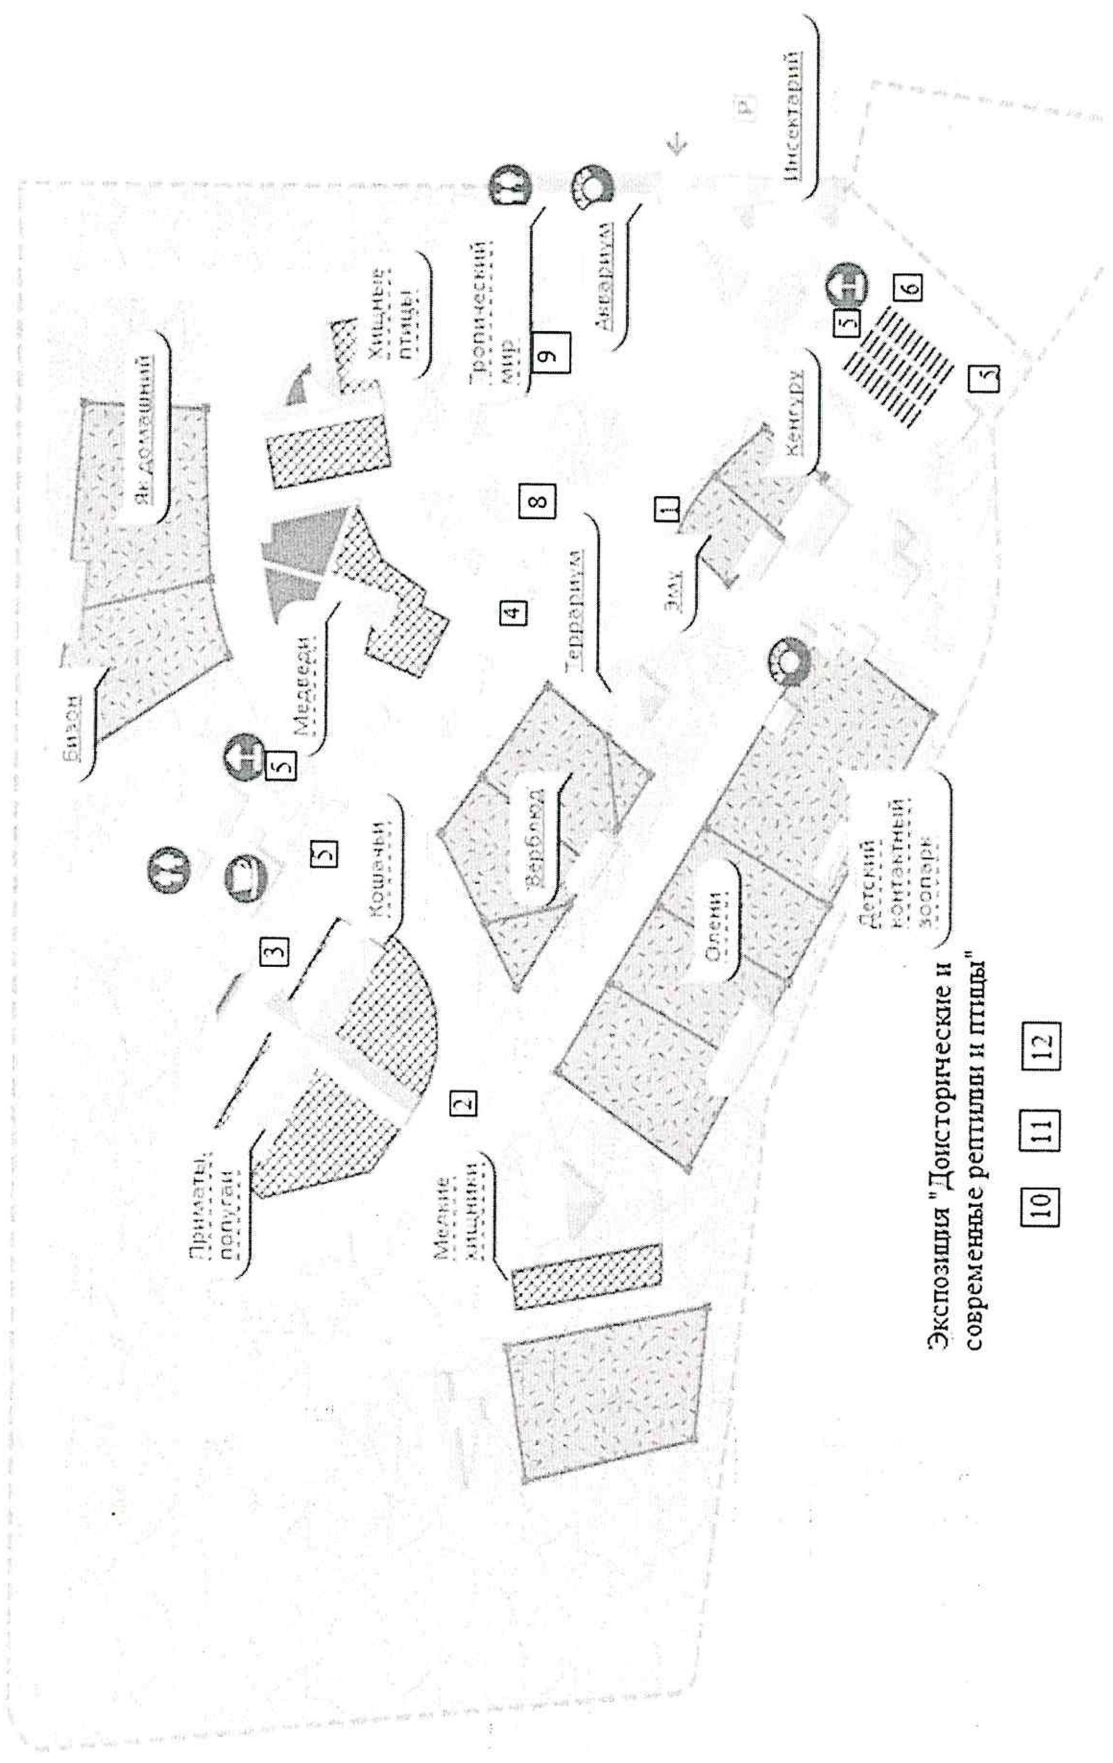 Бизон
Як домашний
Медведи
Хищные
птицы
5
5
3
Кошачьи
Приматы,
попугаи
2
Мелкие
хищники
Верблюд
4
8
Террариум
Тропический
мир
9
Аквариум
Инсектарий
P
1
Эму
Кенгуру
5
6
5
Олени
Детский
контактный
зоопарк
Экспозиция "Доисторические и
современные рептилии и птицы"
10 11 12